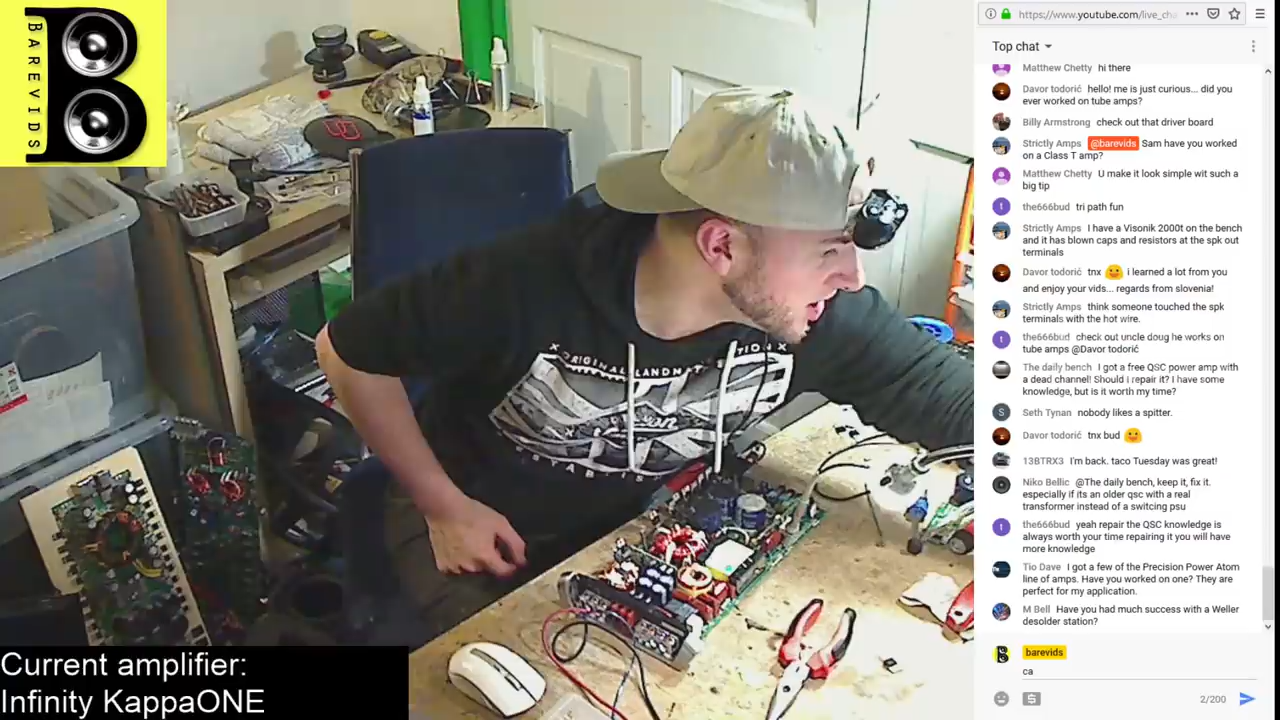 BAREVIDS
https://www.youtube.com/live_cha
Top chat
Matthew Chetty hi there
Davor todorić hello! me is just curious... did you
ever worked on tube amps?
Billy Armstrong check out that driver board
Strictly Amps @barevids Sam have you worked
on a Class T amp?
Matthew Chetty U make it look simple wit such a
big tip
the666bud tri path fun
Strictly Amps I have a Visonik 2000t on the bench
and it has blown caps and resistors at the spk out
terminals
Davor todorić tnx i learned a lot from you
and enjoy your vids... regards from slovenia!
Strictly Amps think someone touched the spk
terminals with the hot wire.
the666bud check out uncle doug he works on
tube amps @Davor todorić
The daily bench I got a free QSC power amp with
a dead channel! Should i repair it? I have some
knowledge, but is it worth my time?
Seth Tynan nobody likes a spitter.
Davor todorić tnx bud
13BTRX3 I'm back. taco Tuesday was great!
Niko Bellic @The daily bench, keep it, fix it.
especially if its an older qsc with a real
transformer instead of a switcing psu
the666bud yeah repair the QSC knowledge is
always worth your time repairing it you will have
more knowledge
Tio Dave I got a few of the Precision Power Atom
line of amps. Have you worked on one? They are
perfect for my application.
M Bell Have you had much success with a Weller
desolder station?
barevids
ca
2/200
ORIGINAL LANDNATION
Current amplifier:
Infinity KappaONE